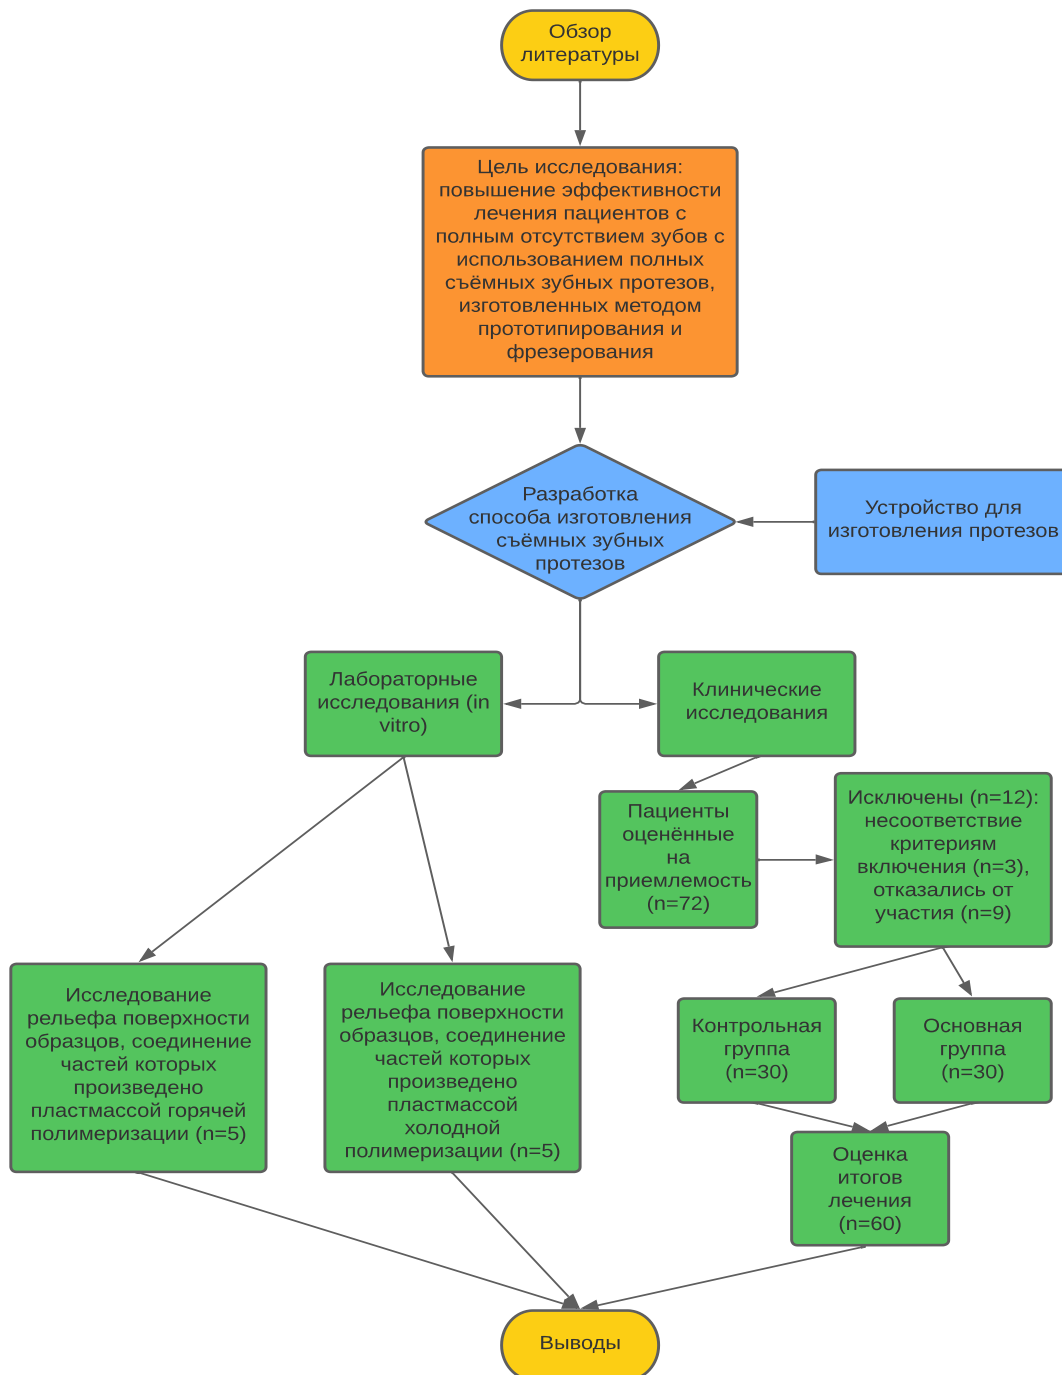 Обзор
литературы
Цель исследования:
повышение эффективности
лечения пациентов с
полным отсутствием зубов с
использованием полных
съёмных зубных протезов,
изготовленных методом
прототипирования и
фрезерования
Разработка
способа изготовления
съёмных зубных
протезов
Устройство для
изготовления протезов
Лабораторные
исследования (in
vitro)
Клинические
исследования
Пациенты
оценённые
на
приемлемость
(n=72)
Исключены (n=12):
несоответствие
критериям
включения (n=3),
отказались от
участия (n=9)
Исследование
рельефа поверхности
образцов, соединение
частей которых
произведено
пластмассой горячей
полимеризации (n=5)
Исследование
рельефа поверхности
образцов, соединение
частей которых
произведено
пластмассой
холодной
полимеризации (n=5)
Контрольная
группа
(n=30)
Основная
группа
(n=30)
Оценка
итогов
лечения
(n=60)
Выводы